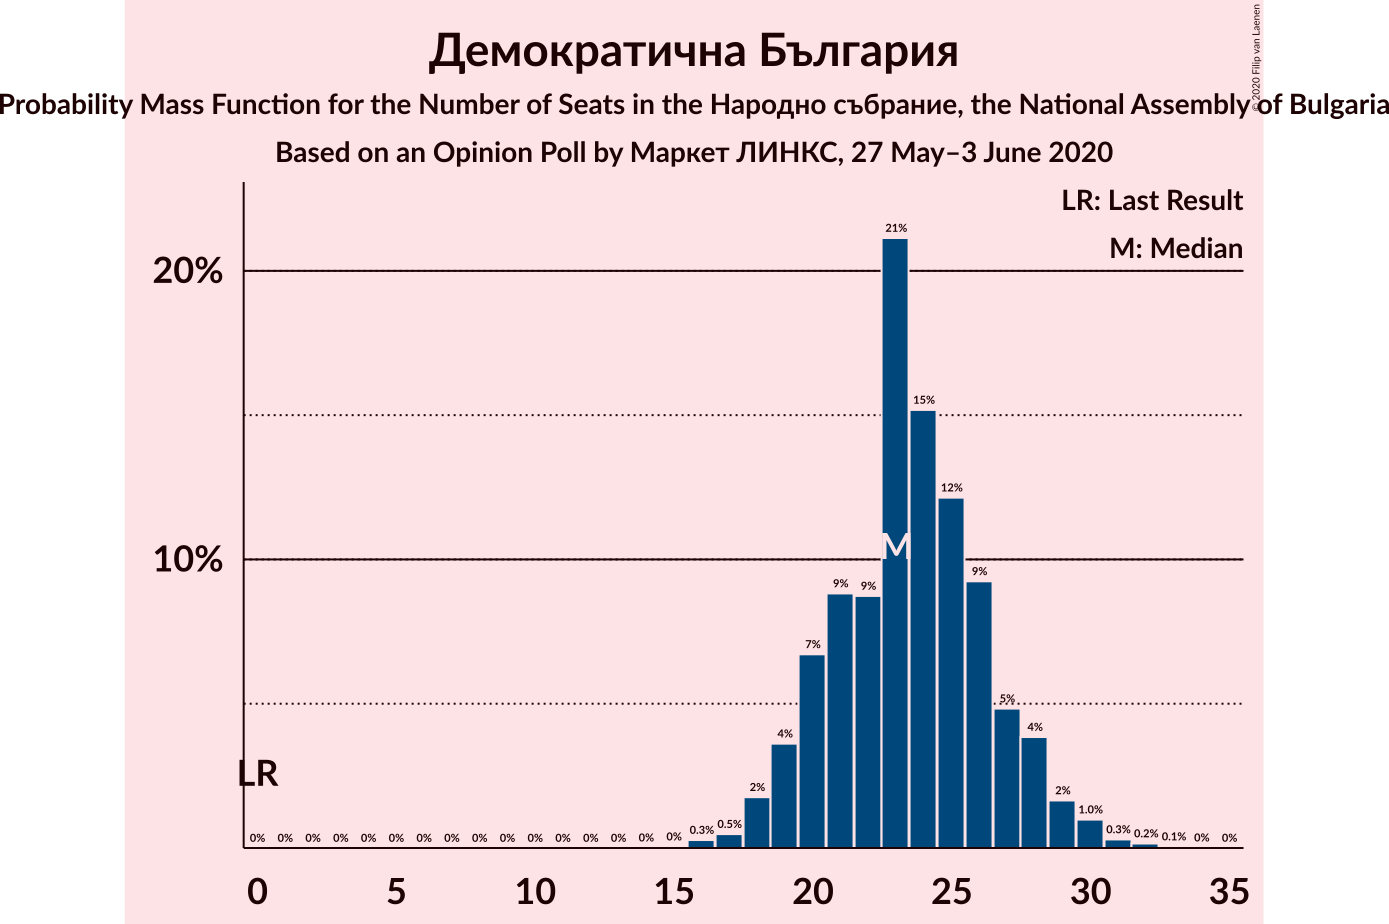 Демократична България
Probability Mass Function for the Number of Seats in the Народно събрание, the National Assembly of Bulgaria
Based on an Opinion Poll by Маркет ЛИНКС, 27 May–3 June 2020
© 2020 Filip van Laenen
LR: Last Result
M: Median
20%
10%
21%
15%
12%
9%
9%
9%
7%
5%
4%
4%
2%
2%
1.0%
0.3%
0.5%
0.3%
0.2%
0.1%
0% 0%
M
LR
0% 0% 0% 0% 0% 0% 0% 0% 0% 0% 0% 0% 0% 0% 0% 0%
0 5 10 15 20 25 30 35